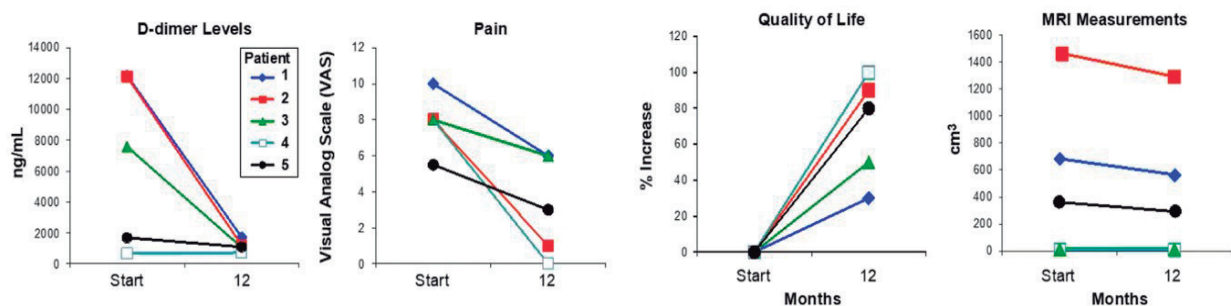 D-dimer Levels
ng/mL
14000
12000
10000
8000
6000
4000
2000
0
Start 12
Patient
1
2
3
4
5
Pain
Visual Analog Scale (VAS)
12
10
8
6
4
2
0
Start 12
Quality of Life
% Increase
120
100
80
60
40
20
0
Start 12
Months
MRI Measurements
cm³
1600
1400
1200
1000
800
600
400
200
0
Start 12
Months